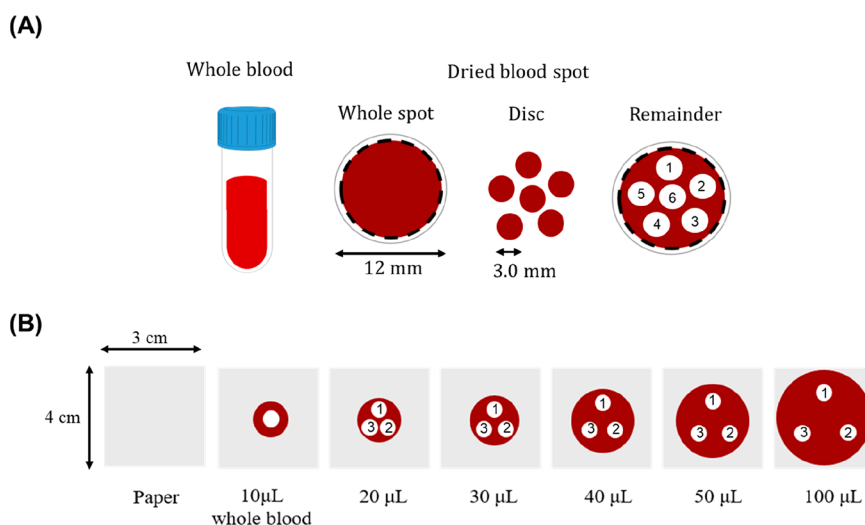 (A)
Whole blood
Dried blood spot
Whole spot
Disc
Remainder
1
2
3
4
5
6
12 mm
3.0 mm
(B)
3 cm
4 cm
1
3 2
1
3 2
1
3 2
1
3 2
1
3 2
Paper
10μL
whole blood
20 μL
30 μL
40 μL
50 μL
100 μL